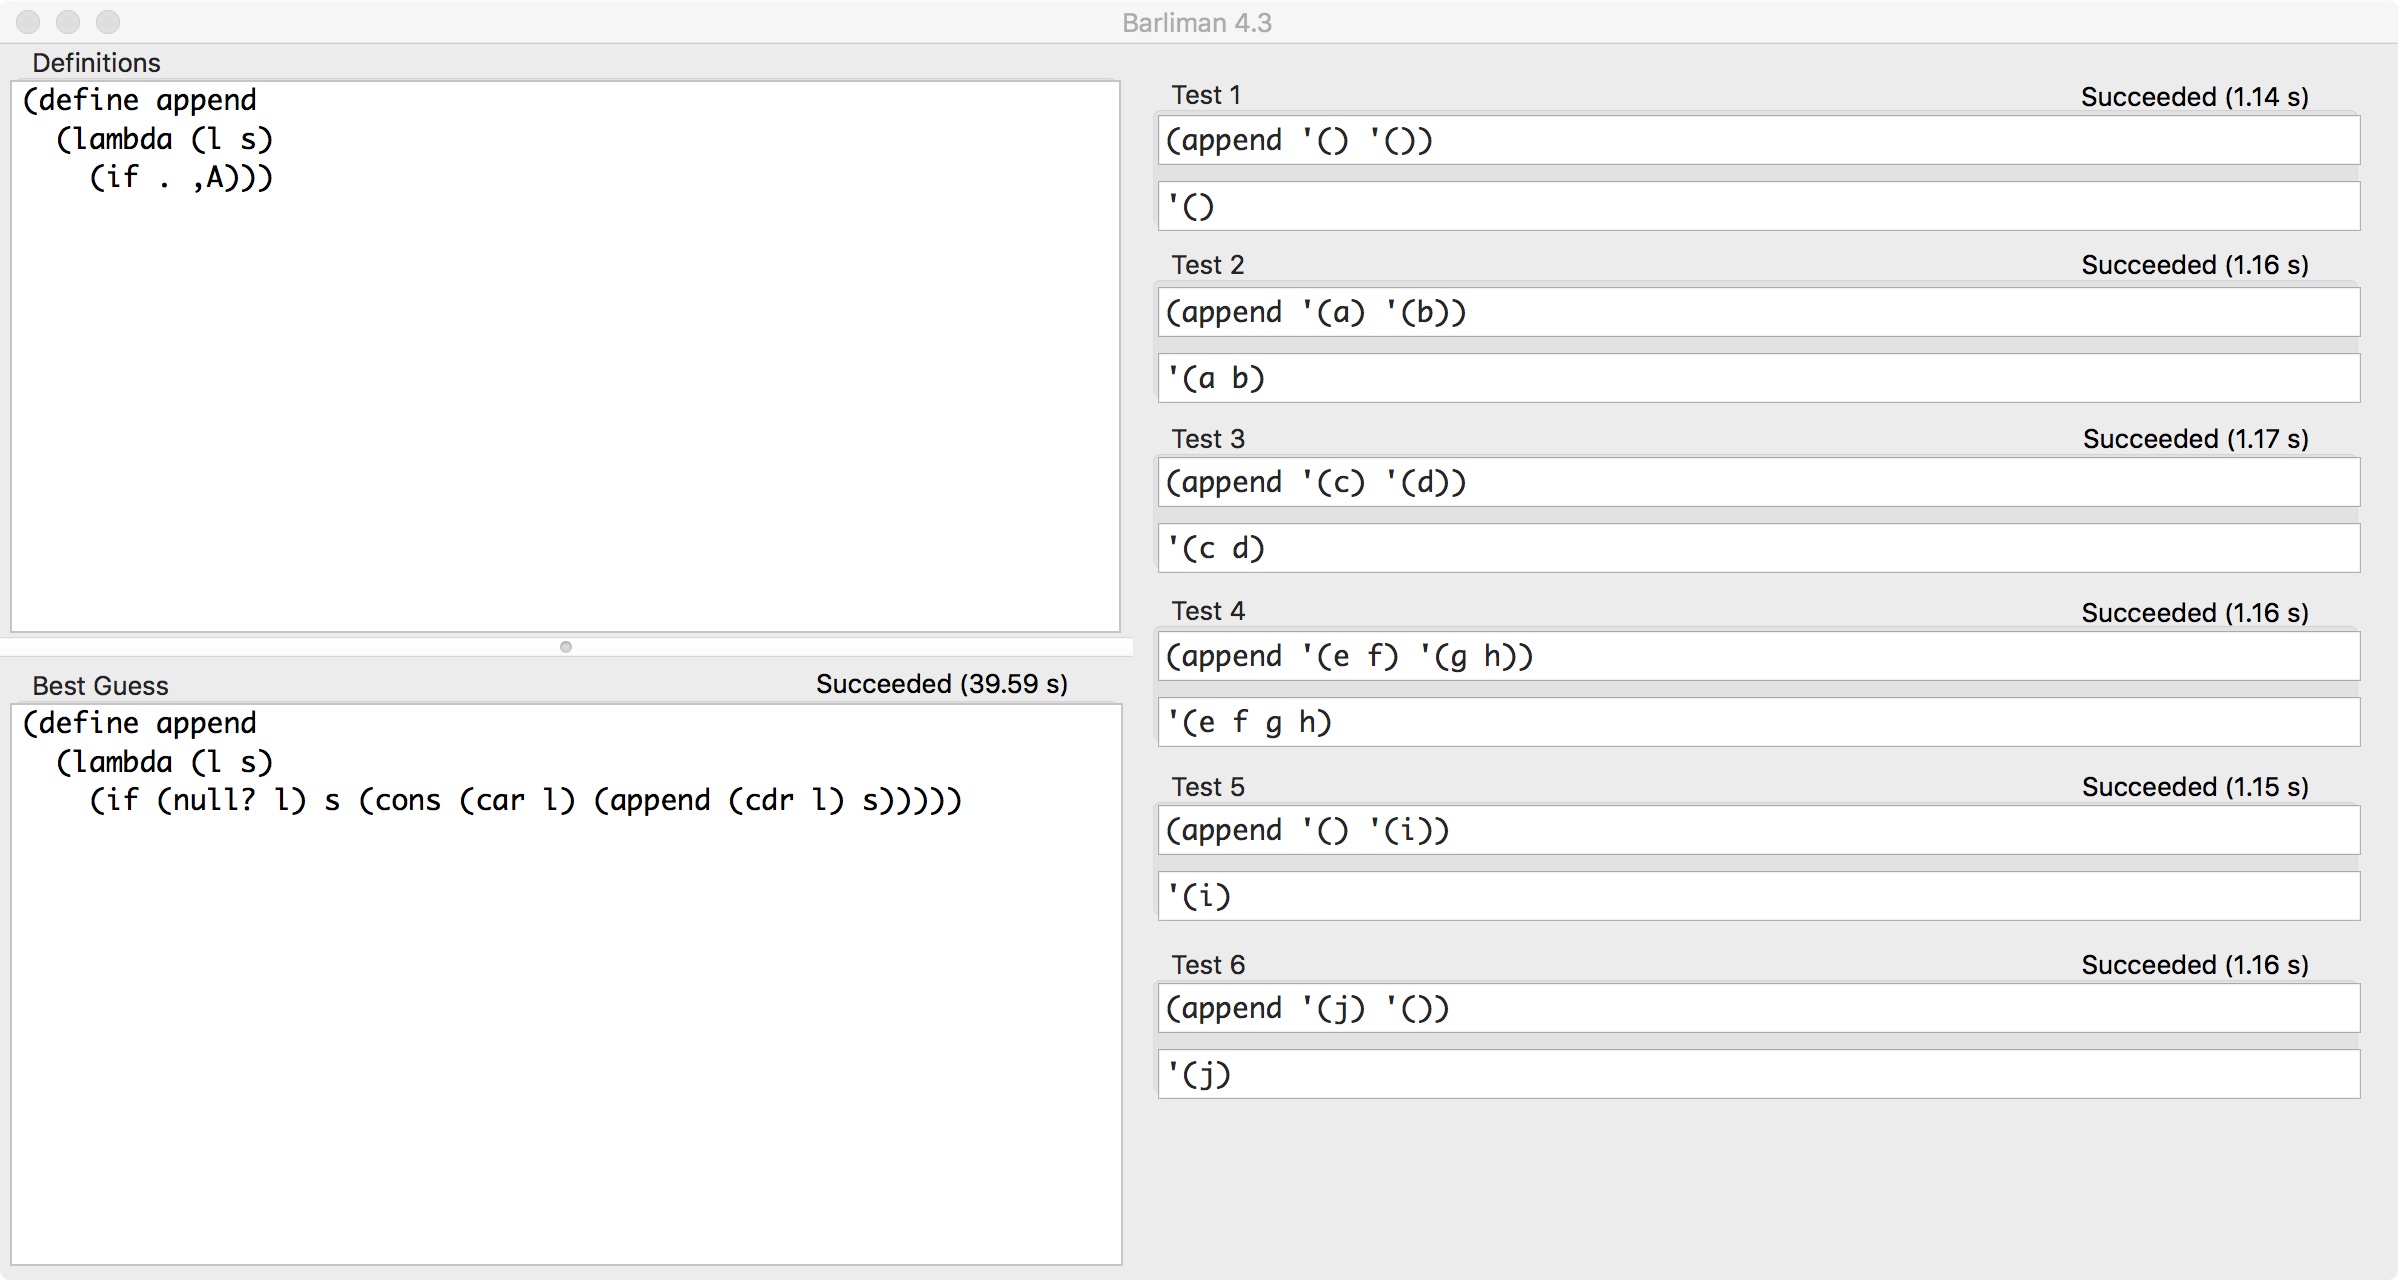 Barliman 4.3
Definitions
(define append
  (lambda (l s)
    (if . ,A)))
Best Guess
Succeeded (39.59 s)
(define append
  (lambda (l s)
    (if (null? l) s (cons (car l) (append (cdr l) s)))))
Test 1
Succeeded (1.14 s)
(append '() '())
'()
Test 2
Succeeded (1.16 s)
(append '(a) '(b))
'(a b)
Test 3
Succeeded (1.17 s)
(append '(c) '(d))
'(c d)
Test 4
Succeeded (1.16 s)
(append '(e f) '(g h))
'(e f g h)
Test 5
Succeeded (1.15 s)
(append '() '(i))
'(i)
Test 6
Succeeded (1.16 s)
(append '(j) '())
'(j)